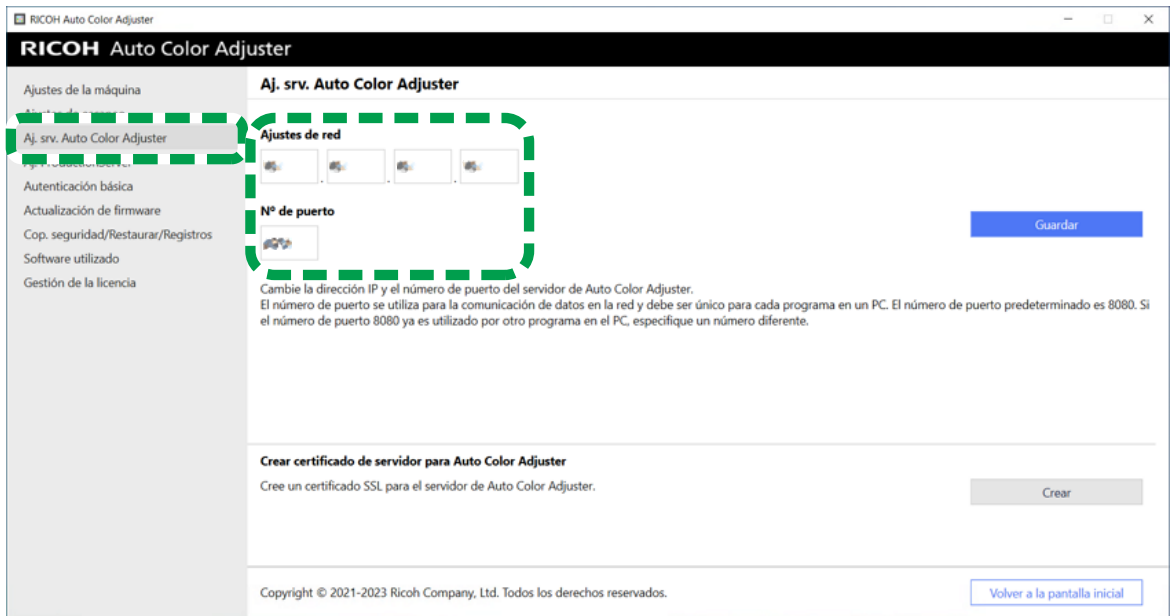 RICOH Auto Color Adjuster
RICOH Auto Color Adjuster
Ajustes de la máquina
Aj. srv. Auto Color Adjuster
Autenticación básica
Actualización de firmware
Cop. seguridad/Restaurar/Registros
Software utilizado
Gestión de la licencia
Aj. srv. Auto Color Adjuster
Ajustes de red
. . .
Nº de puerto
Guardar
Cambie la dirección IP y el número de puerto del servidor de Auto Color Adjuster.
El número de puerto se utiliza para la comunicación de datos en la red y debe ser único para cada programa en un PC. El número de puerto predeterminado es 8080. Si
el número de puerto 8080 ya es utilizado por otro programa en el PC, especifique un número diferente.
Crear certificado de servidor para Auto Color Adjuster
Cree un certificado SSL para el servidor de Auto Color Adjuster.
Crear
Copyright © 2021-2023 Ricoh Company, Ltd. Todos los derechos reservados.
Volver a la pantalla inicial